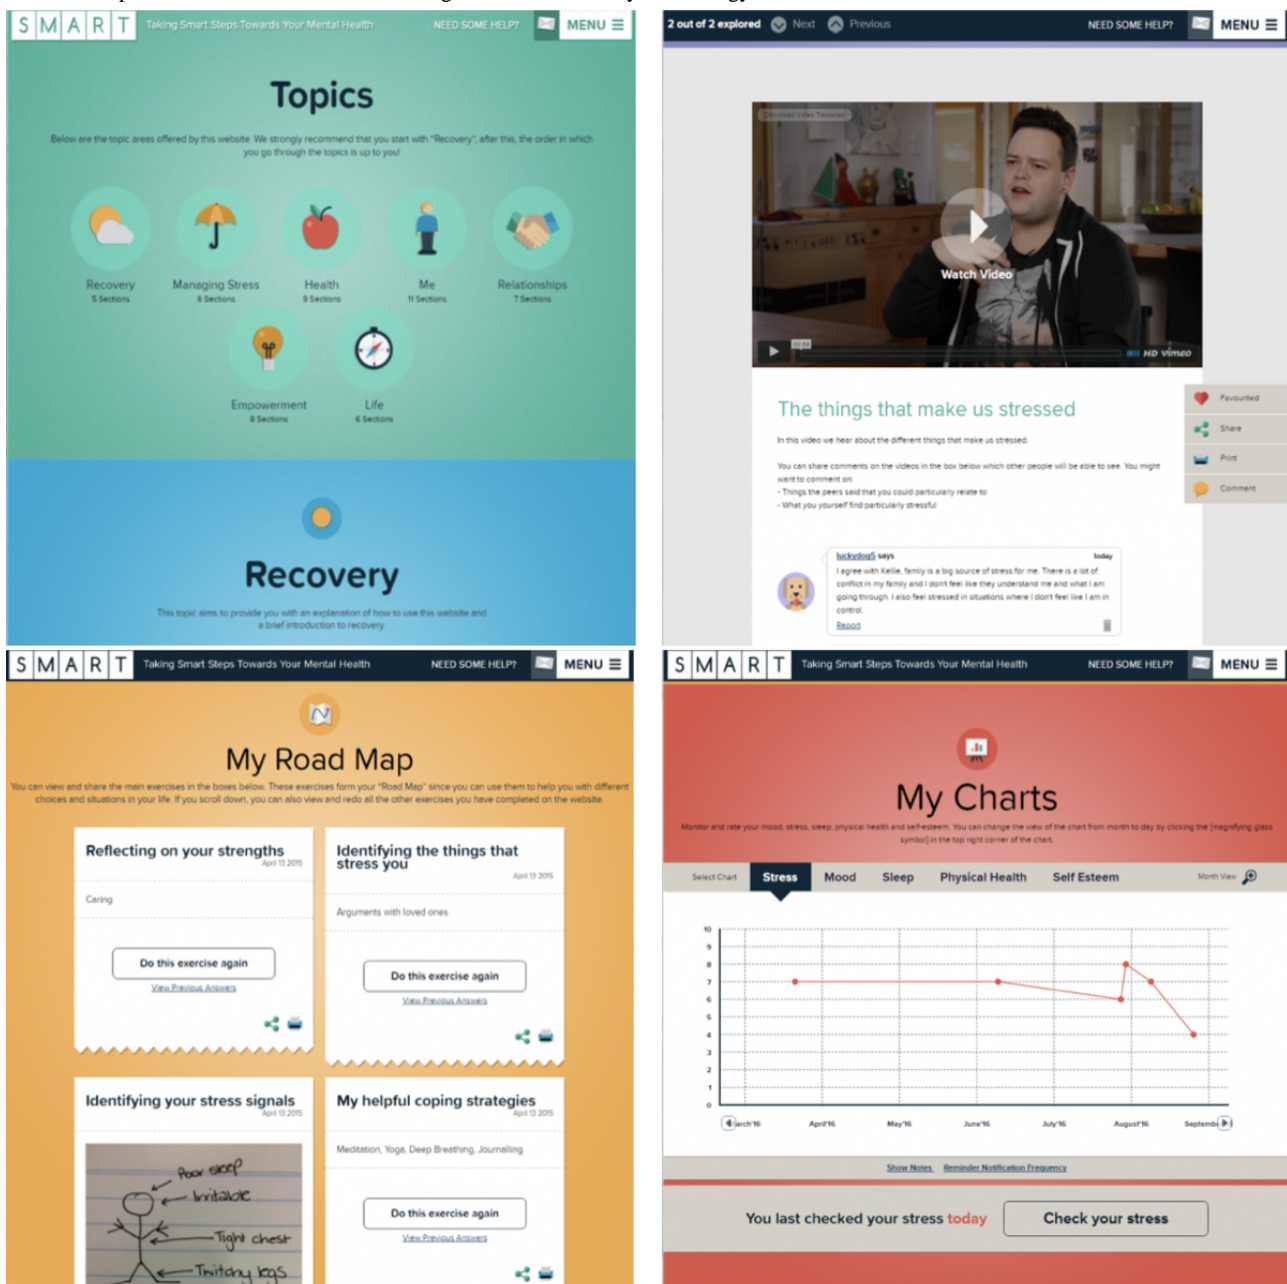 S M A R T Taking Smart Steps Towards Your Mental Health NEED SOME HELP? MENU
Topics
Below are the topic areas offered by this website. We strongly recommend that you start with "Recovery", after this, the order in which
you go through the topics is up to you!
Recovery
5 Sections
Managing Stress
6 Sections
Health
9 Sections
Me
11 Sections
Relationships
7 Sections
Empowerment
8 Sections
Life
6 Sections
Recovery
This topic aims to provide you with an explanation of how to use this website and
a brief introduction to recovery.
2 out of 2 explored Next Previous NEED SOME HELP? MENU
Download Video Transcript
Watch Video
HD vimeo
The things that make us stressed
In this video we hear about the different things that make us stressed.
You can share comments on the videos in the box below which other people will be able to see. You might
want to comment on:
- Things the peers said that you could particularly relate to
- What you yourself find particularly stressful
Favourited
Share
Print
Comment
luckydog5 says today
I agree with Kellie, family is a big source of stress for me. There is a lot of
conflict in my family and I don't feel like they understand me and what I am
going through. I also feel stressed in situations where I don't feel like I am in
control.
Report
S M A R T Taking Smart Steps Towards Your Mental Health NEED SOME HELP? MENU
My Road Map
You can view and share the main exercises in the boxes below. These exercises form your "Road Map" since you can use them to help you with different
choices and situations in your life. If you scroll down, you can also view and redo all the other exercises you have completed on the website.
Reflecting on your strengths
April 13 2015
Caring
Do this exercise again
View Previous Answers
Identifying the things that
stress you
April 13 2015
Arguments with loved ones
Do this exercise again
View Previous Answers
Identifying your stress signals
April 13 2015
Poor sleep
Irritable
Tight chest
Twitchy legs
My helpful coping strategies
April 13 2015
Meditation, Yoga, Deep Breathing, Journalling
Do this exercise again
View Previous Answers
S M A R T Taking Smart Steps Towards Your Mental Health NEED SOME HELP? MENU
My Charts
Monitor and rate your mood, stress, sleep, physical health and self-esteem. You can change the view of the chart from month to day by clicking the [magnifying glass
symbol] in the top right corner of the chart.
Select Chart Stress Mood Sleep Physical Health Self Esteem Month View
10
9
8
7
6
5
4
3
2
1
0
arch'16 April'16 May'16 June'16 July'16 August'16 Septemb
Show Notes Reminder Notification Frequency
You last checked your stress today Check your stress